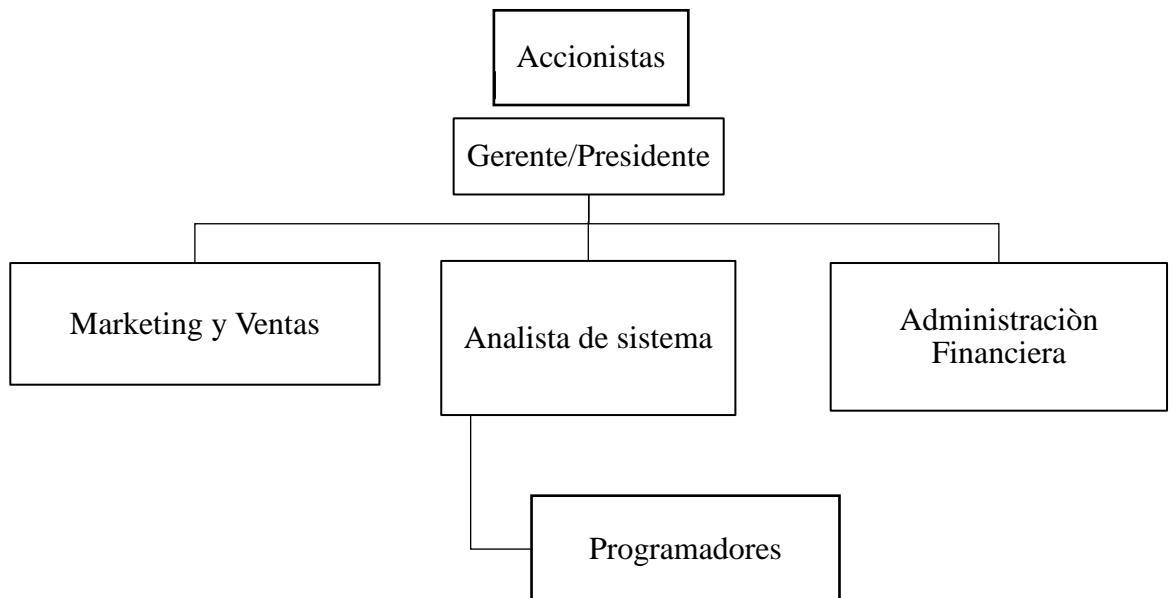 Accionistas
Gerente/Presidente
Marketing y Ventas
Analista de sistema
Administraciòn
Financiera
Programadores